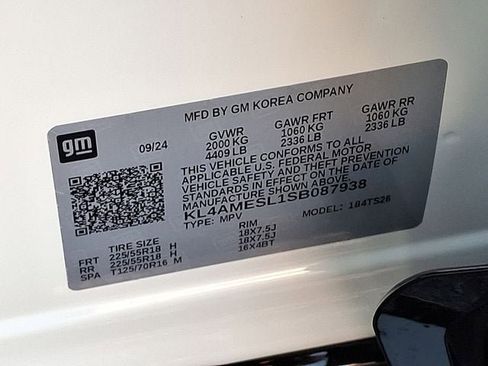 MFD BY GM KOREA COMPANY
gm
09/24
GVWR
2000 KG
4409 LB
GAWR FRT
1060 KG
2336 LB
GAWR RR
1060 KG
2336 LB
THIS VEHICLE CONFORMS TO ALL
APPLICABLE U.S. FEDERAL MOTOR
VEHICLE SAFETY AND THEFT PREVENTION
STANDARDS IN EFFECT ON THE DATE OF
MANUFACTURE SHOWN ABOVE.
KL4AMESL1SB087938
TYPE: MPV
MODEL: 184TS26
TIRE SIZE RIM
FRT 225/55R18 H 18X7.5J
RR 225/55R18 H 18X7.5J
SPA T125/70R16 M 16X4BT